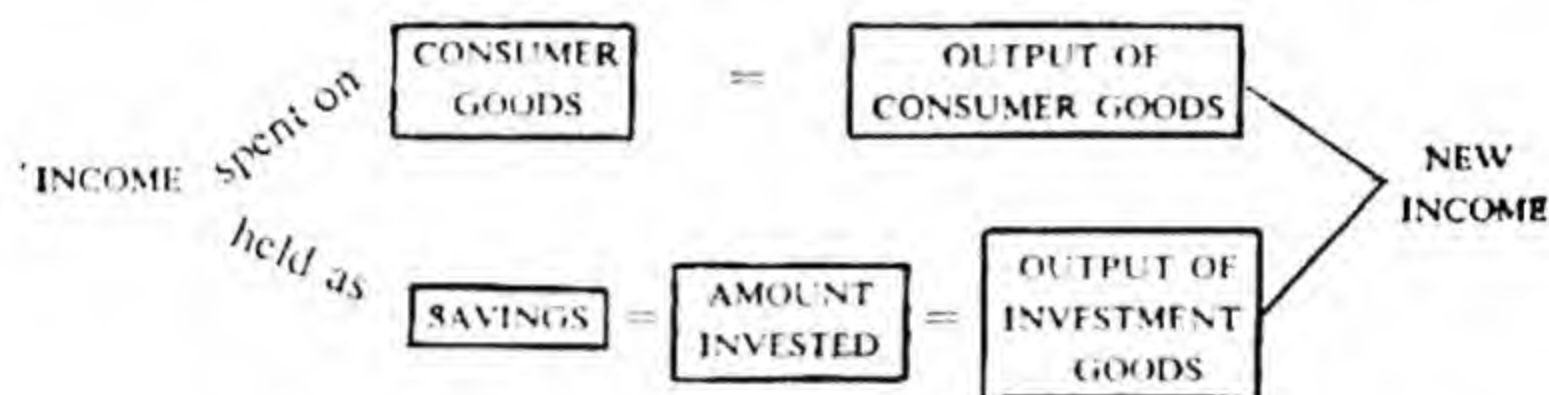 INCOME
spent on
CONSUMER
GOODS
=
OUTPUT OF
CONSUMER GOODS
held as
SAVINGS
=
AMOUNT
INVESTED
=
OUTPUT OF
INVESTMENT
GOODS
NEW
INCOME